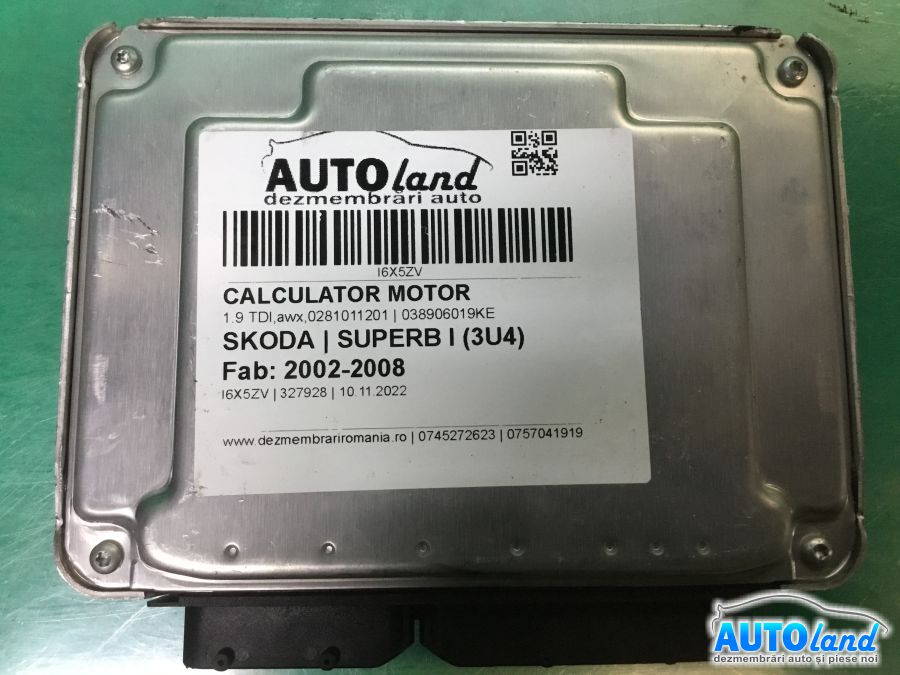 AUTOland
dezmembrări auto
I6X5ZV
CALCULATOR MOTOR
1.9 TDI,awx,0281011201 | 038906019KE
SKODA | SUPERB I (3U4)
Fab: 2002-2008
I6X5ZV | 327928 | 10.11.2022
www.dezmembrariromania.ro | 0745272623 | 0757041919
AUTOland
dezmembrări auto și piese noi